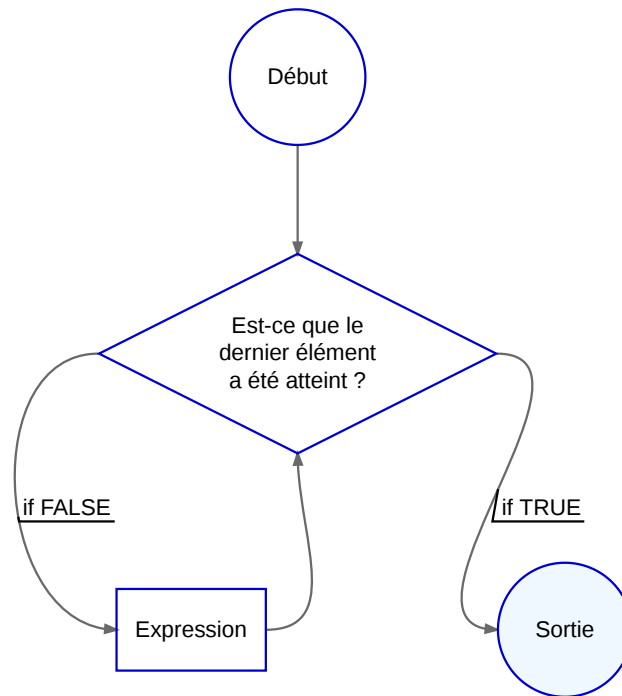 Début
Est-ce que le
dernier élément
a été atteint ?
if FALSE
if TRUE
Expression
Sortie